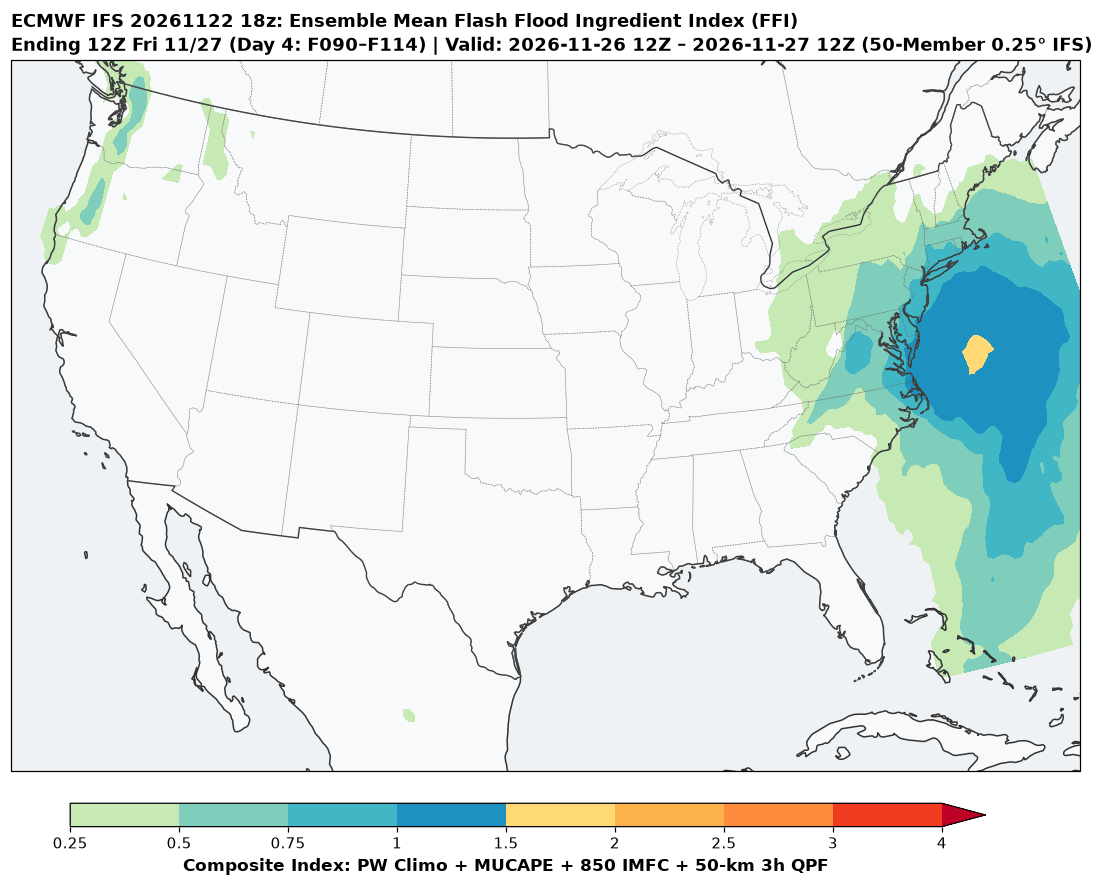 ECMWF IFS 20261122 18z: Ensemble Mean Flash Flood Ingredient Index (FFI)
Ending 12Z Fri 11/27 (Day 4: F090–F114) | Valid: 2026-11-26 12Z – 2026-11-27 12Z (50-Member 0.25° IFS)
0.25 0.5 0.75 1 1.5 2 2.5 3 4
Composite Index: PW Climo + MUCAPE + 850 IMFC + 50-km 3h QPF